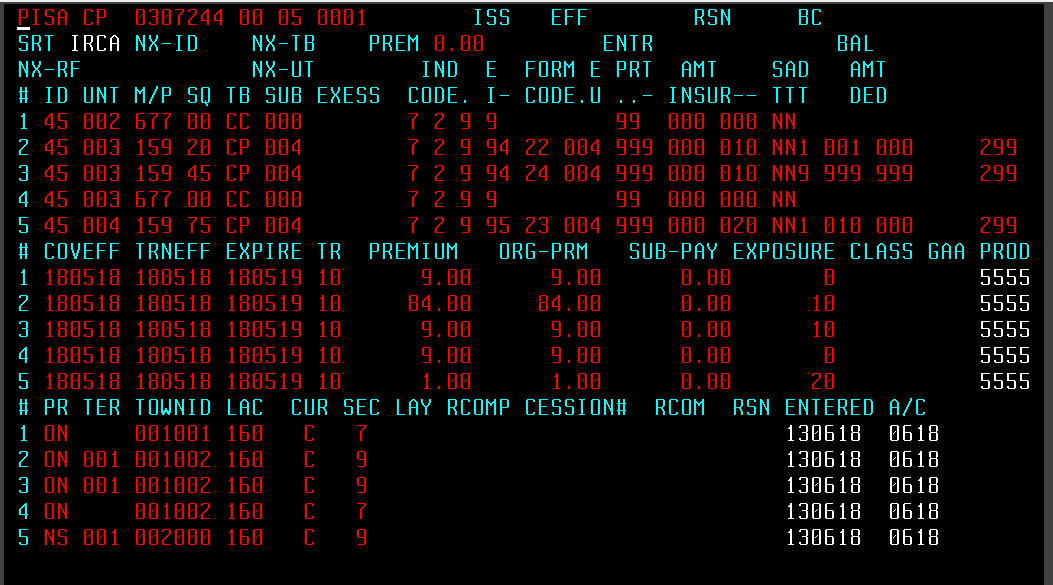 PISA CP 0307244 00 05 0001 ISS EFF RSN BC
SRT IRCA NX-ID NX-TB PREM 0.00 ENTR BAL
NX-RF NX-UT IND E FORM E PRT AMT SAD AMT
# ID UNT M/P SQ TB SUB EXESS CODE. I- CODE.U ..- INSUR-- TTT DED
1 45 002 677 00 CC 000 7 2 9 9 99 000 000 NN
2 45 003 159 20 CP 004 7 2 9 94 22 004 999 000 010 NN1 001 000 299
3 45 003 159 45 CP 004 7 2 9 94 24 004 999 000 010 NN9 999 999 299
4 45 003 677 00 CC 000 7 2 9 9 99 000 000 NN
5 45 004 159 75 CP 004 7 2 9 95 23 004 999 000 020 NN1 010 000 299
# COVEFF TRNEFF EXPIRE TR PREMIUM ORG-PRM SUB-PAY EXPOSURE CLASS GAA PROD
1 180518 180518 180519 10 9.00 9.00 0.00 0 5555
2 180518 180518 180519 10 84.00 84.00 0.00 10 5555
3 180518 180518 180519 10 9.00 9.00 0.00 10 5555
4 180518 180518 180519 10 9.00 9.00 0.00 0 5555
5 180518 180518 180519 10 1.00 1.00 0.00 20 5555
# PR TER TOWNID LAC CUR SEC LAY RCOMP CESSION# RCOM RSN ENTERED A/C
1 ON 001001 160 C 7 130618 0618
2 ON 001 001002 160 C 9 130618 0618
3 ON 001 001002 160 C 9 130618 0618
4 ON 001002 160 C 7 130618 0618
5 NS 001 002000 160 C 9 130618 0618